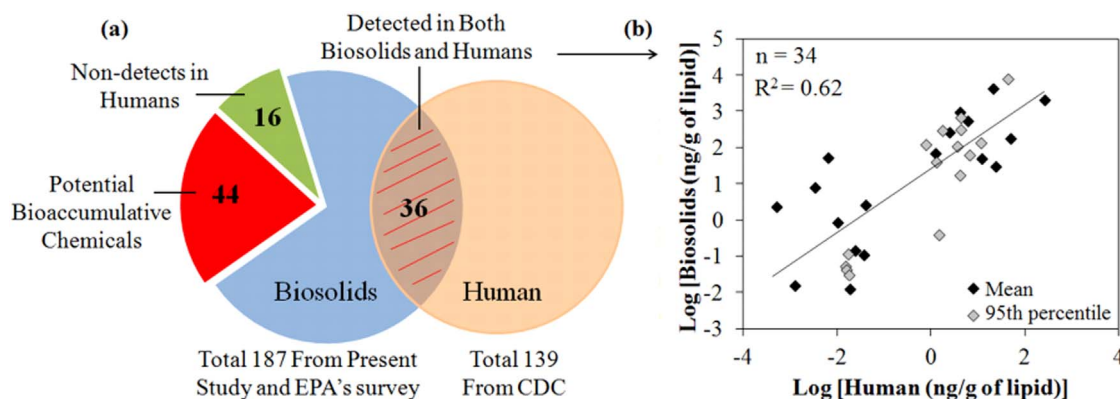 (a)
Detected in Both
Biosolids and Humans
Non-detects in
Humans
16
44
Potential
Bioaccumulative
Chemicals
36
Biosolids
Human
Total 187 From Present
Study and EPA's survey
Total 139
From CDC
(b)
n = 34
R² = 0.62
Log [Biosolids (ng/g of lipid)]
5
4
3
2
1
0
-1
-2
-3
-4
-2
0
2
4
Mean
95th percentile
Log [Human (ng/g of lipid)]